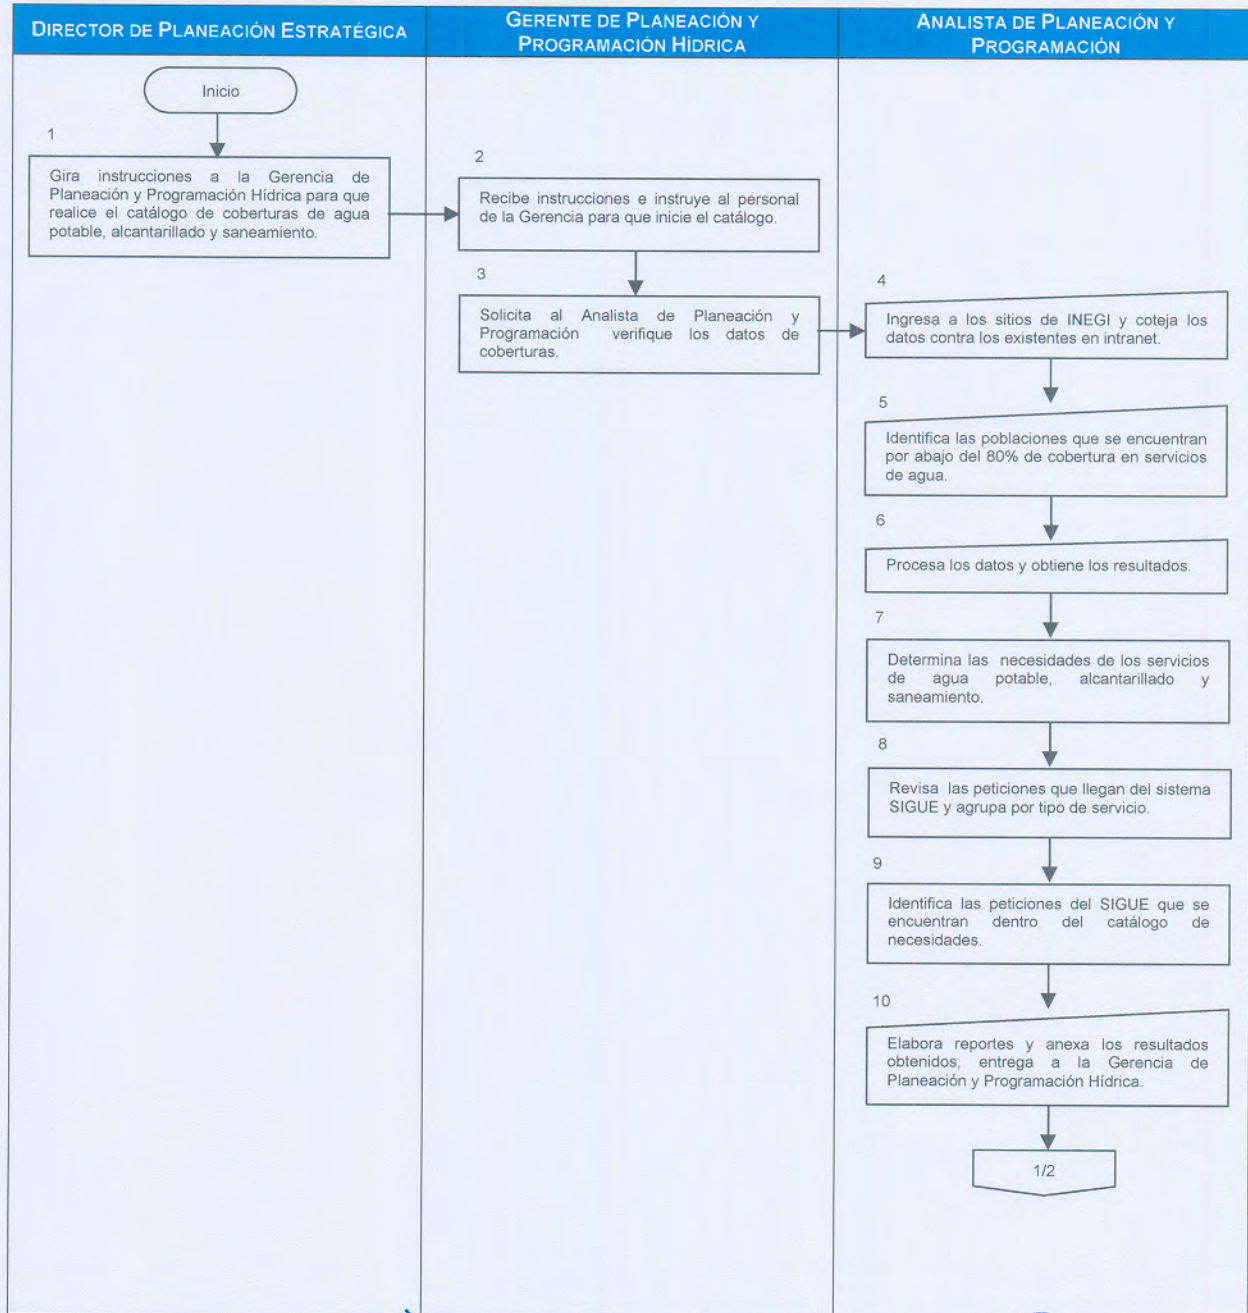 DIRECTOR DE PLANEACIÓN ESTRATÉGICA
GERENTE DE PLANEACIÓN Y
PROGRAMACIÓN HÍDRICA
ANALISTA DE PLANEACIÓN Y
PROGRAMACIÓN
Inicio
1
Gira instrucciones a la Gerencia de
Planeación y Programación Hídrica para que
realice el catálogo de coberturas de agua
potable, alcantarillado y saneamiento.
2
Recibe instrucciones e instruye al personal
de la Gerencia para que inicie el catálogo.
3
Solicita al Analista de Planeación y
Programación verifique los datos de
coberturas.
4
Ingresa a los sitios de INEGI y coteja los
datos contra los existentes en intranet.
5
Identifica las poblaciones que se encuentran
por abajo del 80% de cobertura en servicios
de agua.
6
Procesa los datos y obtiene los resultados.
7
Determina las necesidades de los servicios
de agua potable, alcantarillado y
saneamiento.
8
Revisa las peticiones que llegan del sistema
SIGUE y agrupa por tipo de servicio.
9
Identifica las peticiones del SIGUE que se
encuentran dentro del catálogo de
necesidades.
10
Elabora reportes y anexa los resultados
obtenidos, entrega a la Gerencia de
Planeación y Programación Hídrica.
1/2